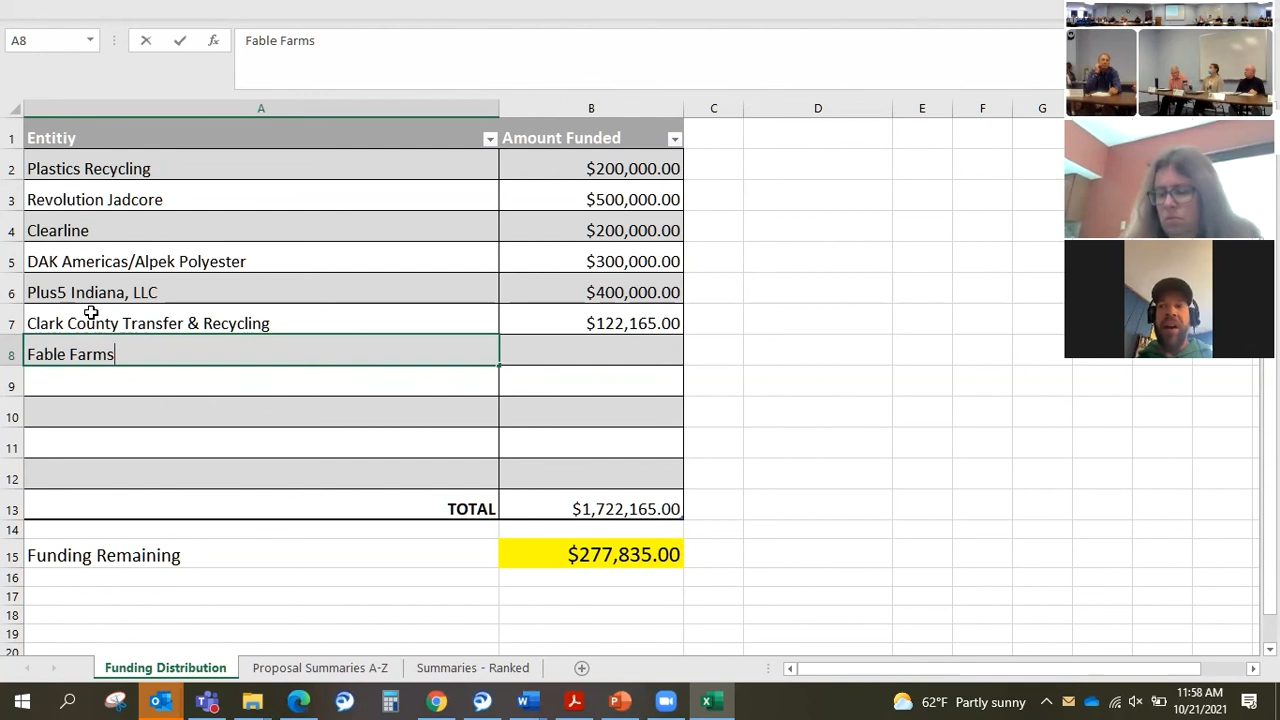 A8 fx Fable Farms
A B C D E F G
1 Entitiy Amount Funded
2 Plastics Recycling $200,000.00
3 Revolution Jadcore $500,000.00
4 Clearline $200,000.00
5 DAK Americas/Alpek Polyester $300,000.00
6 Plus5 Indiana, LLC $400,000.00
7 Clark County Transfer & Recycling $122,165.00
8 Fable Farms
9
10
11
12
13 TOTAL $1,722,165.00
14
15 Funding Remaining $277,835.00
16
17
18
19
20
Funding Distribution Proposal Summaries A-Z Summaries - Ranked
62°F Partly sunny 11:58 AM
10/21/2021